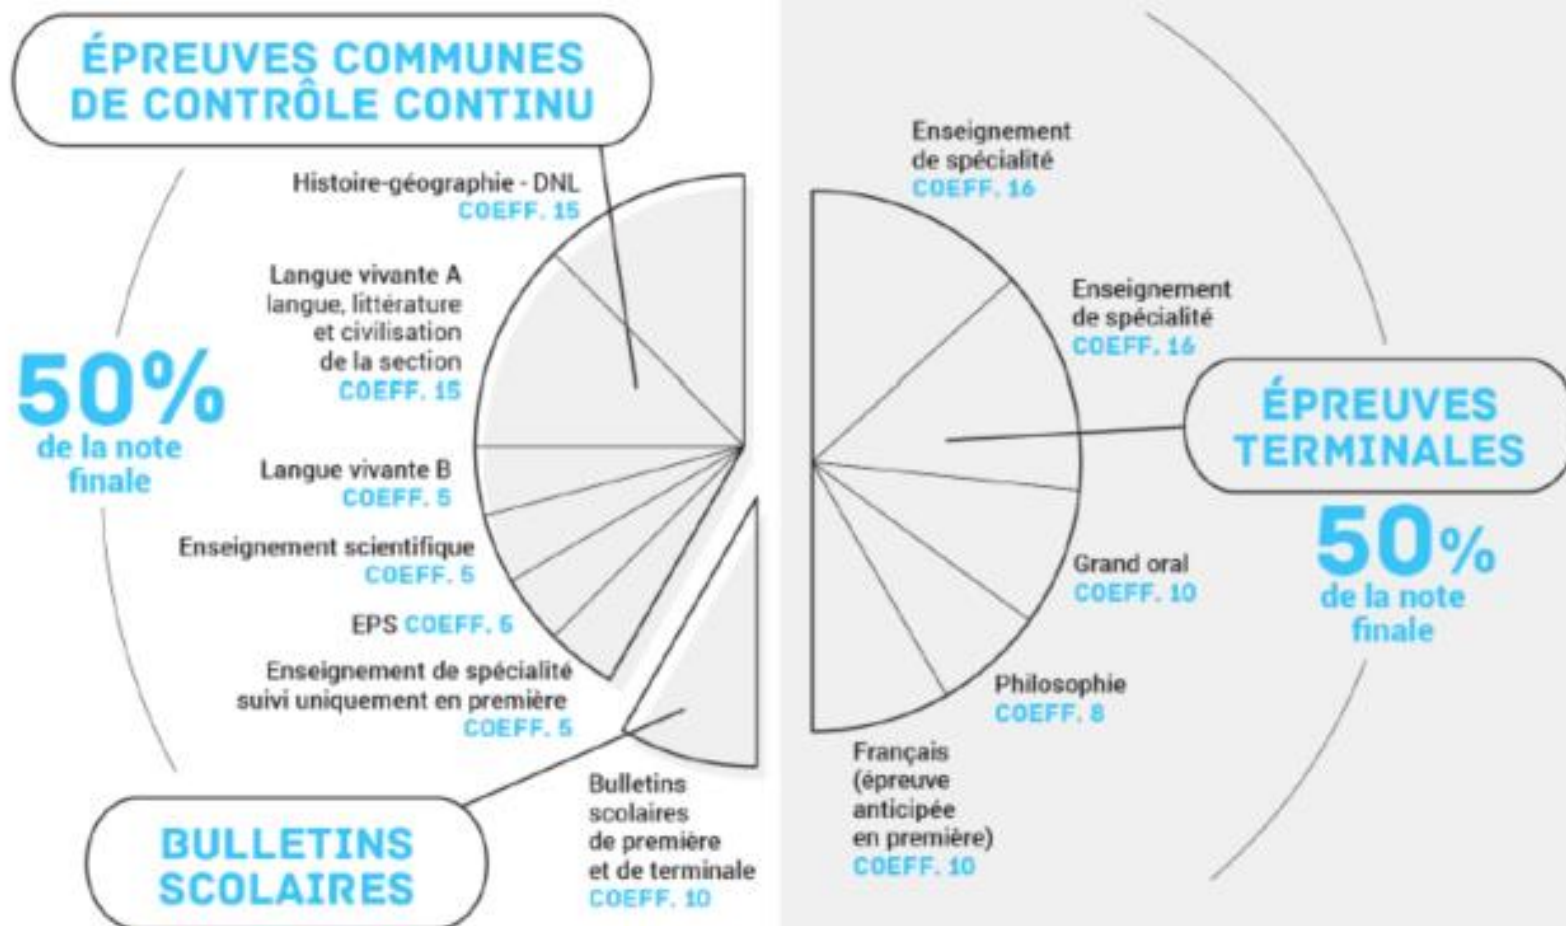 ÉPREUVES COMMUNES
DE CONTRÔLE CONTINU
Histoire-géographie - DNL
COEFF. 15
Langue vivante A
langue, littérature
et civilisation
de la section
COEFF. 15
50%
de la note
finale
Langue vivante B
COEFF. 5
Enseignement scientifique
COEFF. 5
EPS COEFF. 5
Enseignement de spécialité
suivi uniquement en première
COEFF. 5
Bulletins
scolaires
de première
et de terminale
COEFF. 10
BULLETINS
SCOLAIRES
Enseignement
de spécialité
COEFF. 16
Enseignement
de spécialité
COEFF. 16
ÉPREUVES
TERMINALES
50%
de la note
finale
Grand oral
COEFF. 10
Philosophie
COEFF. 8
Français
(épreuve
anticipée
en première)
COEFF. 10